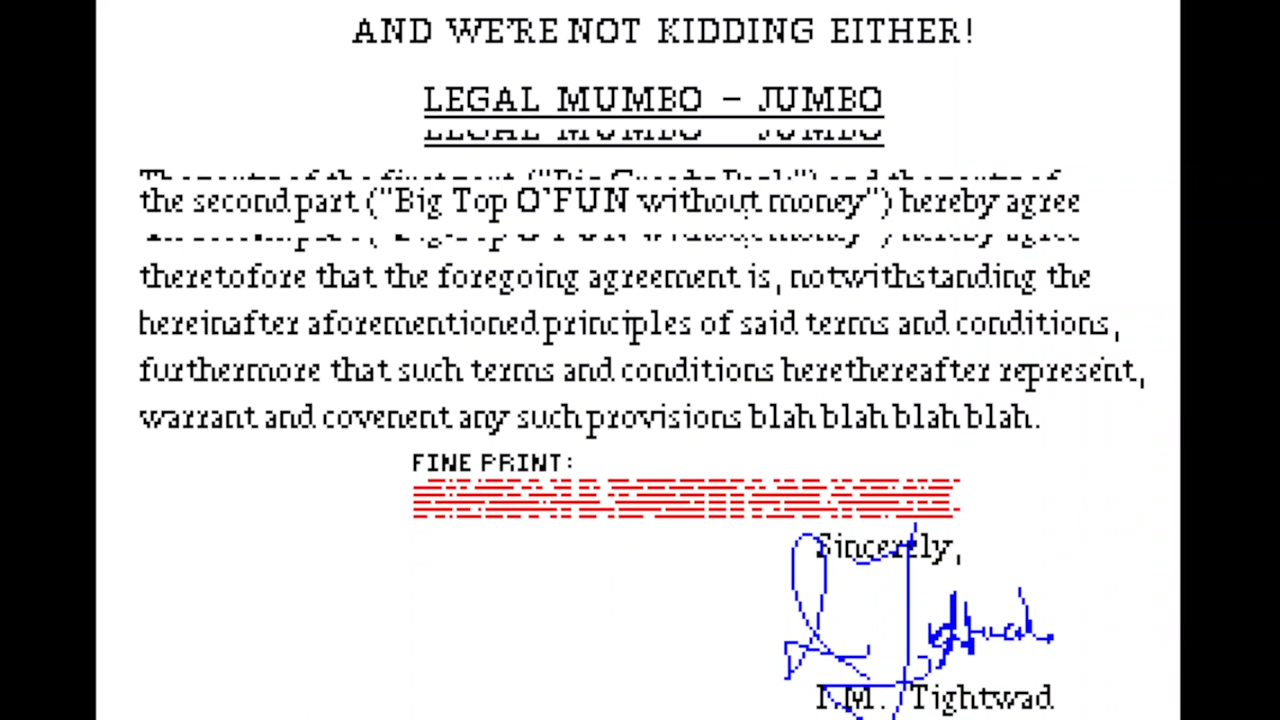 AND WE'RE NOT KIDDING EITHER!
LEGAL MUMBO - JUMBO
the second part ("Big Top O'FUN without money") hereby agree
theretofore that the foregoing agreement is, notwithstanding the
hereinafter aforementioned principles of said terms and conditions,
furthermore that such terms and conditions herethereafter represent,
warrant and covenent any such provisions blah blah blah blah.
FINE PRINT:
Sincerely,
I.M. Tightwad